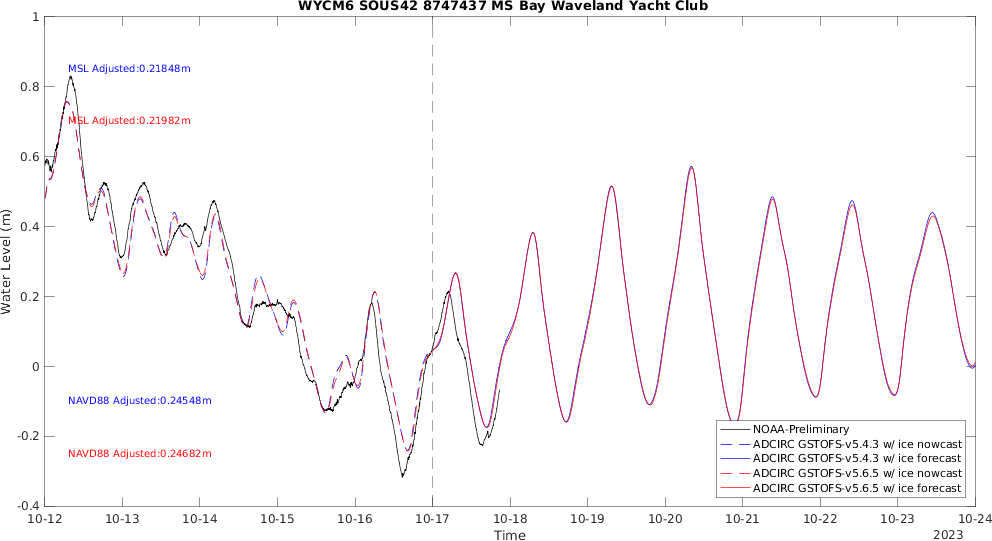 WYCM6 SOUS42 8747437 MS Bay Waveland Yacht Club
1
0.8
0.6
0.4
0.2
0
-0.2
-0.4
Water Level (m)
MSL Adjusted:0.21848m
MSL Adjusted:0.21982m
NAVD88 Adjusted:0.24548m
NAVD88 Adjusted:0.24682m
NOAA-Preliminary
ADCIRC GSTOFS-v5.4.3 w/ ice nowcast
ADCIRC GSTOFS-v5.4.3 w/ ice forecast
ADCIRC GSTOFS-v5.6.5 w/ ice nowcast
ADCIRC GSTOFS-v5.6.5 w/ ice forecast
10-12 10-13 10-14 10-15 10-16 10-17 10-18 10-19 10-20 10-21 10-22 10-23 10-24
Time
2023